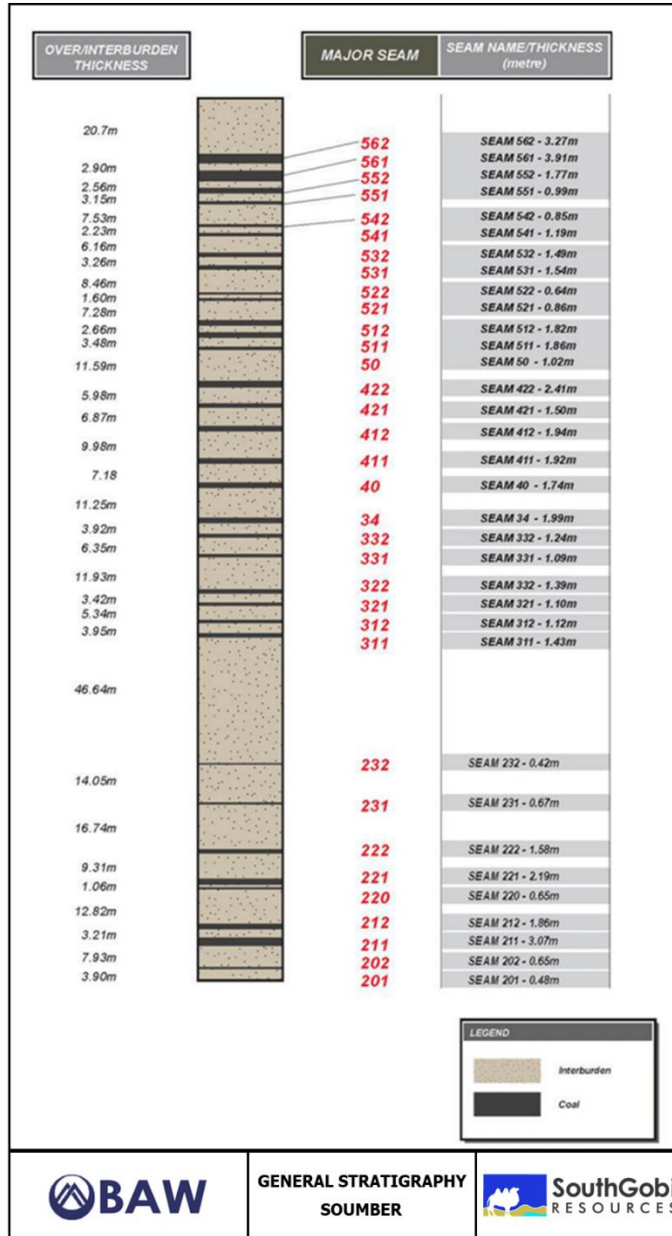 OVER/INTERBURDEN
THICKNESS
MAJOR SEAM
SEAM NAME/THICKNESS
(metre)
20.7m
2.90m
2.56m
3.15m
7.53m
2.23m
6.16m
3.26m
8.46m
1.60m
7.28m
2.66m
3.48m
11.59m
5.98m
6.87m
9.98m
7.18
11.25m
3.92m
6.35m
11.93m
3.42m
5.34m
3.95m
46.64m
14.05m
16.74m
9.31m
1.06m
12.82m
3.21m
7.93m
3.90m
562
561
552
551
542
541
532
531
522
521
512
511
50
422
421
412
411
40
34
332
331
322
321
312
311
232
231
222
221
220
212
211
202
201
SEAM 562 - 3.27m
SEAM 561 - 3.91m
SEAM 552 - 1.77m
SEAM 551 - 0.99m
SEAM 542 - 0.85m
SEAM 541 - 1.19m
SEAM 532 - 1.49m
SEAM 531 - 1.54m
SEAM 522 - 0.64m
SEAM 521 - 0.86m
SEAM 512 - 1.82m
SEAM 511 - 1.86m
SEAM 50 - 1.02m
SEAM 422 - 2.41m
SEAM 421 - 1.50m
SEAM 412 - 1.94m
SEAM 411 - 1.92m
SEAM 40 - 1.74m
SEAM 34 - 1.99m
SEAM 332 - 1.24m
SEAM 331 - 1.09m
SEAM 332 - 1.39m
SEAM 321 - 1.10m
SEAM 312 - 1.12m
SEAM 311 - 1.43m
SEAM 232 - 0.42m
SEAM 231 - 0.67m
SEAM 222 - 1.58m
SEAM 221 - 2.19m
SEAM 220 - 0.65m
SEAM 212 - 1.86m
SEAM 211 - 3.07m
SEAM 202 - 0.65m
SEAM 201 - 0.48m
LEGEND
Interburden
Coal
BAW
GENERAL STRATIGRAPHY
SOUMBER
SouthGobi
RESOURCES